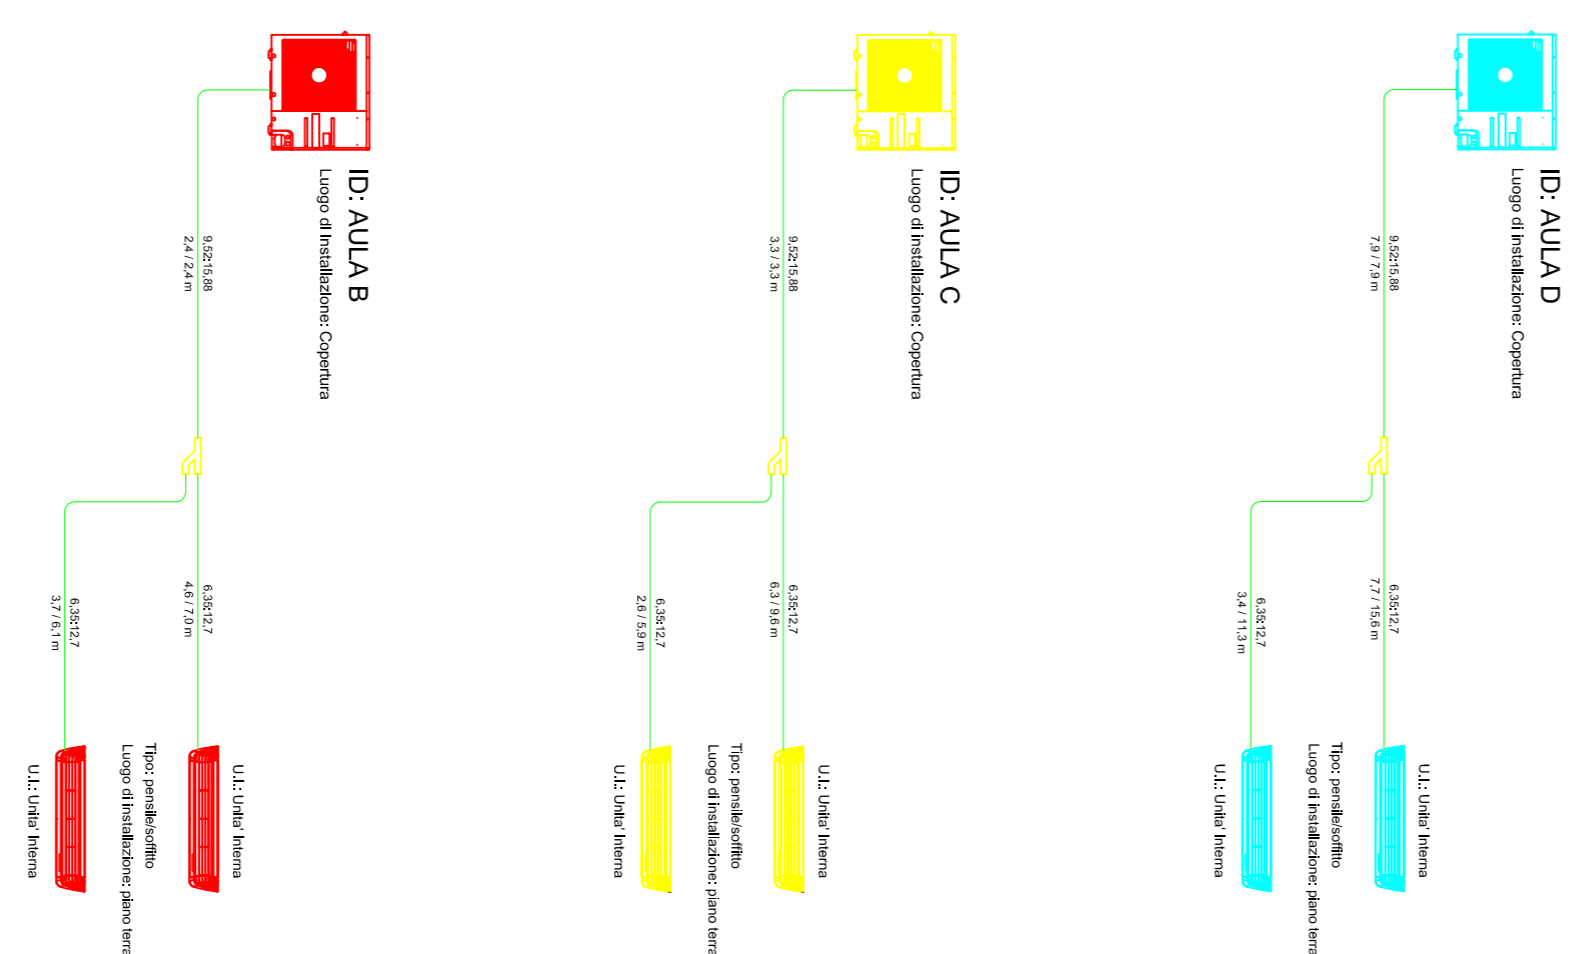 ID: AULA B
Luogo di Installazione: Copertura
9,52:15,88
2,4 / 2,4 m
6,35:12,7
4,6 / 7,0 m
6,35:12,7
3,7 / 6,1 m
U.I.: Unita' Interna
Tipo: pensile/soffitto
Luogo di installazione: piano terra
U.I.: Unita' Interna
ID: AULA C
Luogo di installazione: Copertura
9,52:15,88
3,3 / 3,3 m
6,35:12,7
6,3 / 9,6 m
6,35:12,7
2,6 / 5,9 m
U.I.: Unita' Interna
Tipo: pensile/soffitto
Luogo di installazione: piano terra
U.I.: Unita' Interna
ID: AULA D
Luogo di installazione: Copertura
9,52:15,88
7,9 / 7,9 m
6,35:12,7
7,7 / 15,6 m
6,35:12,7
3,4 / 11,3 m
U.I.: Unita' Interna
Tipo: pensile/soffitto
Luogo di installazione: piano terra
U.I.: Unita' Interna